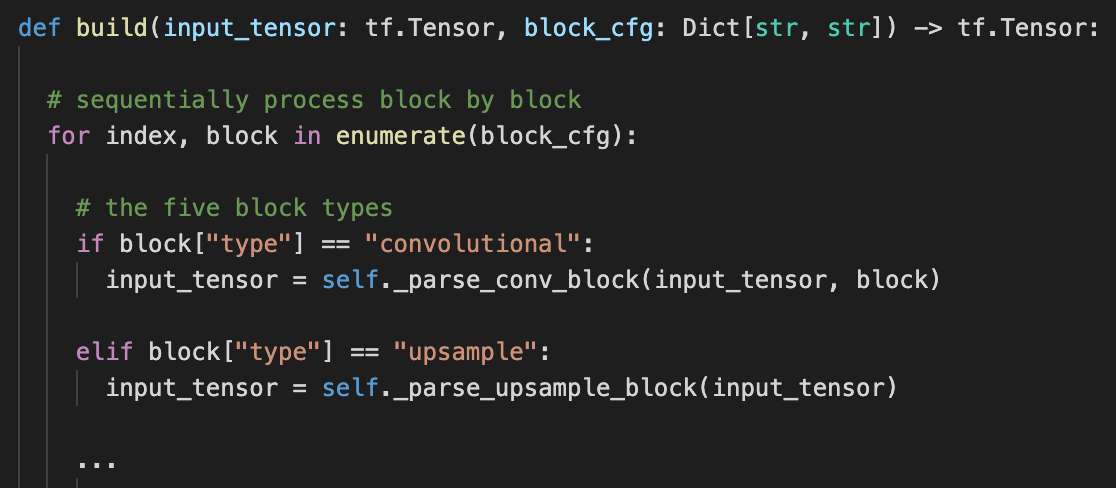 def build(input_tensor: tf.Tensor, block_cfg: Dict[str, str]) -> tf.Tensor:
# sequentially process block by block
for index, block in enumerate(block_cfg):
# the five block types
if block["type"] == "convolutional":
input_tensor = self._parse_conv_block(input_tensor, block)
elif block["type"] == "upsample":
input_tensor = self._parse_upsample_block(input_tensor)
...